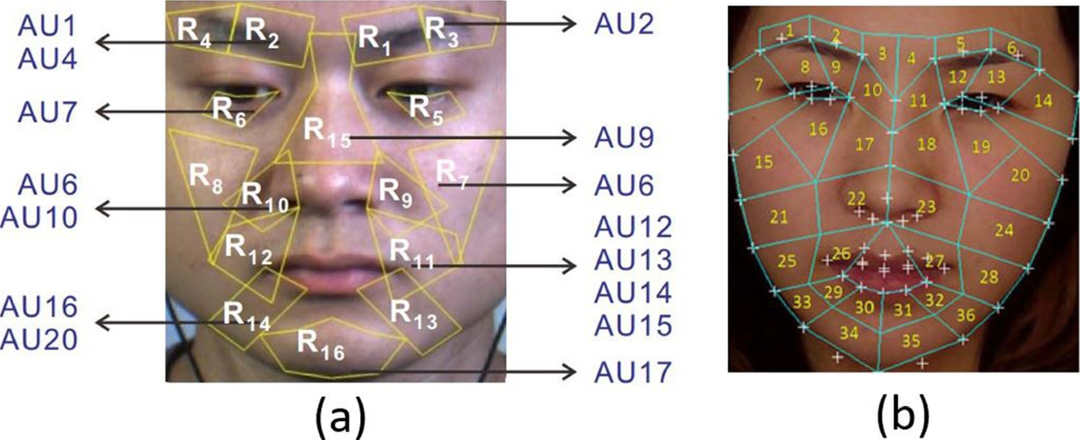 AU1
AU4
AU7
AU6
AU10
AU16
AU20
R4 R2 R1 R3
R6 R5
R15
R8 R7
R10 R9
R12 R11
R14 R13
R16
AU2
AU9
AU6
AU12
AU13
AU14
AU15
AU17
1 2 3 4 5 6
7 8 9 10 11 12 13 14
15 16 17 18 19 20
21 22 23 24
25 26 27 28
29 30 31 32
33 34 35 36
(a) (b)